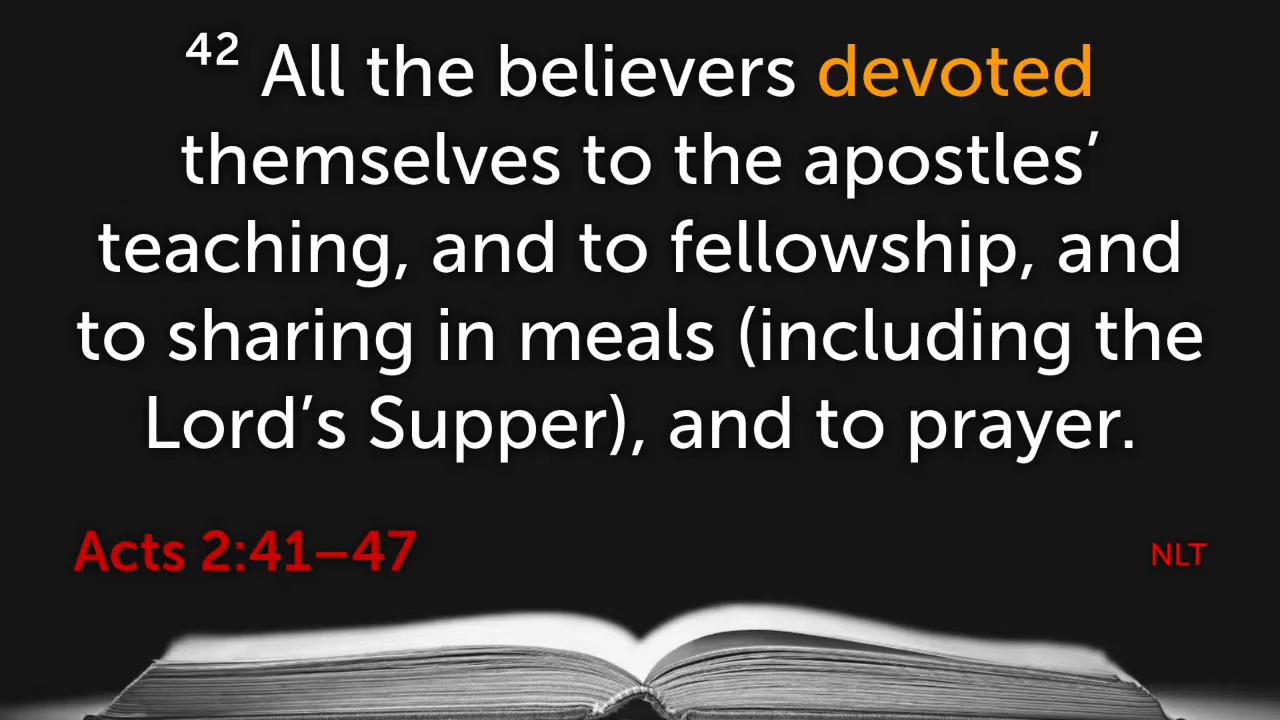 42 All the believers devoted
themselves to the apostles’
teaching, and to fellowship, and
to sharing in meals (including the
Lord’s Supper), and to prayer.
Acts 2:41–47
NLT